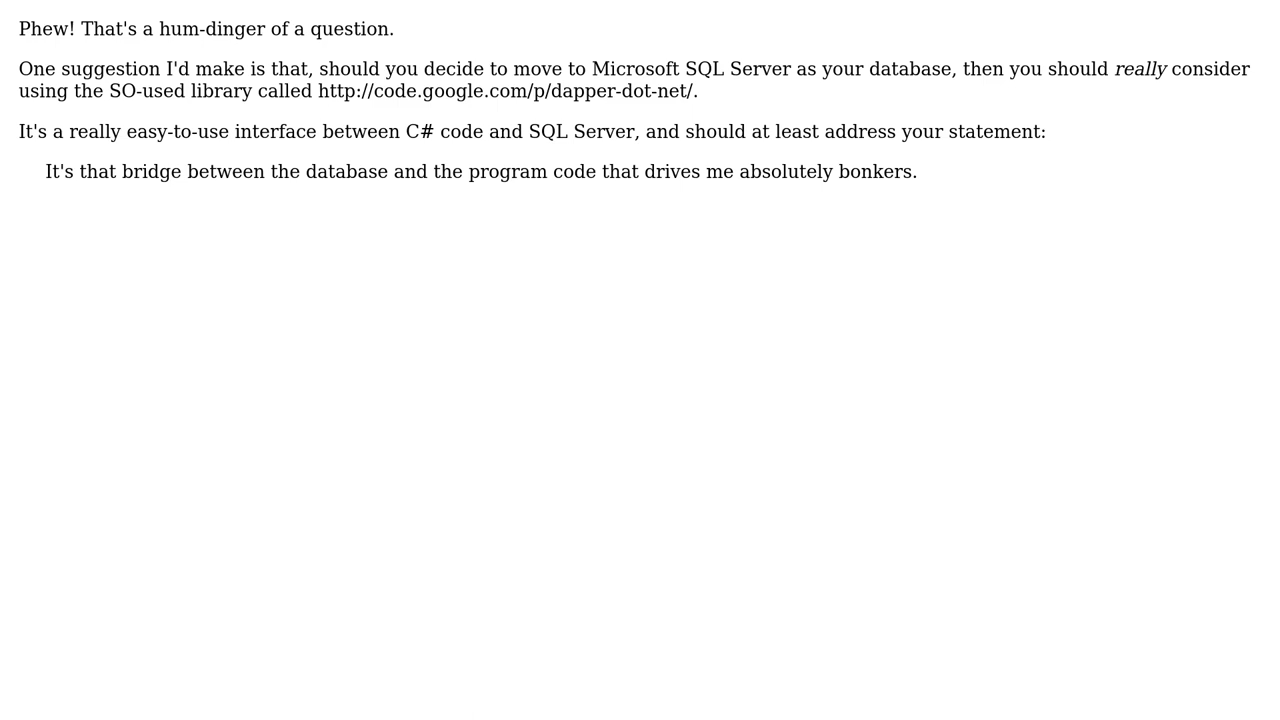 Phew! That's a hum-dinger of a question.
One suggestion I'd make is that, should you decide to move to Microsoft SQL Server as your database, then you should really consider
using the SO-used library called http://code.google.com/p/dapper-dot-net/.
It's a really easy-to-use interface between C# code and SQL Server, and should at least address your statement:
It's that bridge between the database and the program code that drives me absolutely bonkers.